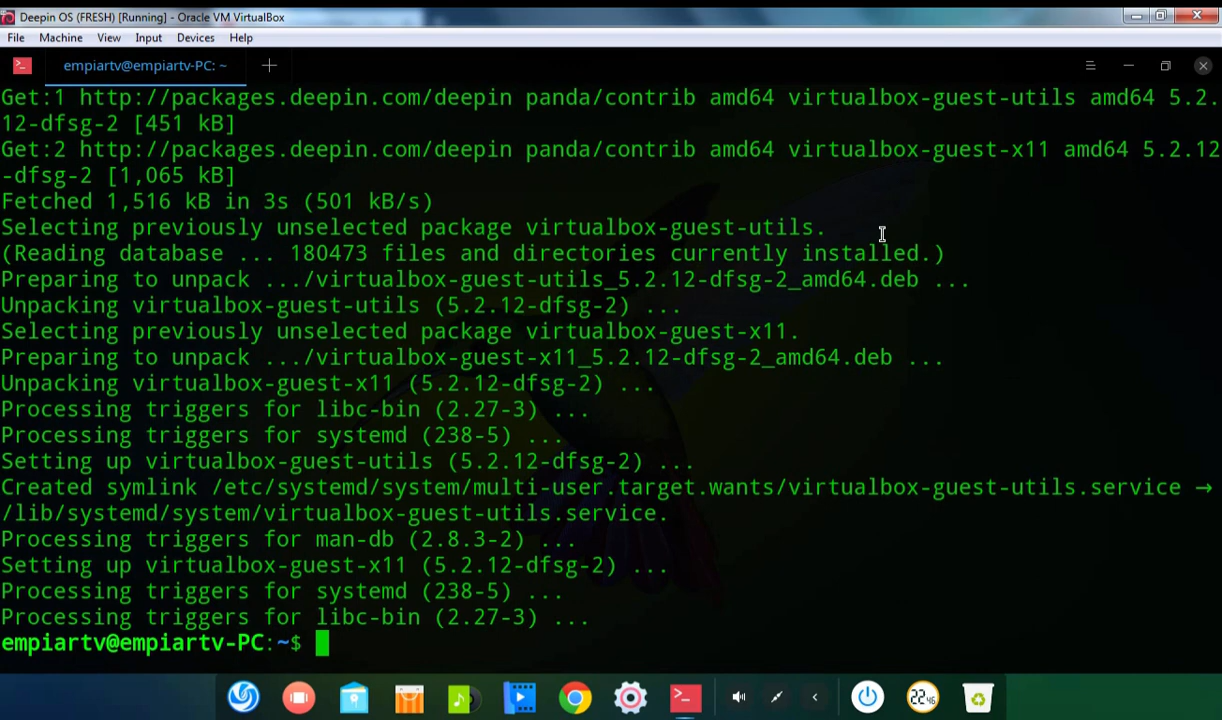 Deepin OS (FRESH) [Running] - Oracle VM VirtualBox
File Machine View Input Devices Help
empiartv@empiartv-PC: ~
Get:1 http://packages.deepin.com/deepin panda/contrib amd64 virtualbox-guest-utils amd64 5.2.
12-dfsg-2 [451 kB]
Get:2 http://packages.deepin.com/deepin panda/contrib amd64 virtualbox-guest-x11 amd64 5.2.12
-dfsg-2 [1,065 kB]
Fetched 1,516 kB in 3s (501 kB/s)
Selecting previously unselected package virtualbox-guest-utils.
(Reading database ... 180473 files and directories currently installed.)
Preparing to unpack .../virtualbox-guest-utils_5.2.12-dfsg-2_amd64.deb ...
Unpacking virtualbox-guest-utils (5.2.12-dfsg-2) ...
Selecting previously unselected package virtualbox-guest-x11.
Preparing to unpack .../virtualbox-guest-x11_5.2.12-dfsg-2_amd64.deb ...
Unpacking virtualbox-guest-x11 (5.2.12-dfsg-2) ...
Processing triggers for libc-bin (2.27-3) ...
Processing triggers for systemd (238-5) ...
Setting up virtualbox-guest-utils (5.2.12-dfsg-2) ...
Created symlink /etc/systemd/system/multi-user.target.wants/virtualbox-guest-utils.service →
/lib/systemd/system/virtualbox-guest-utils.service.
Processing triggers for man-db (2.8.3-2) ...
Setting up virtualbox-guest-x11 (5.2.12-dfsg-2) ...
Processing triggers for systemd (238-5) ...
Processing triggers for libc-bin (2.27-3) ...
empiartv@empiartv-PC:~$
22 46